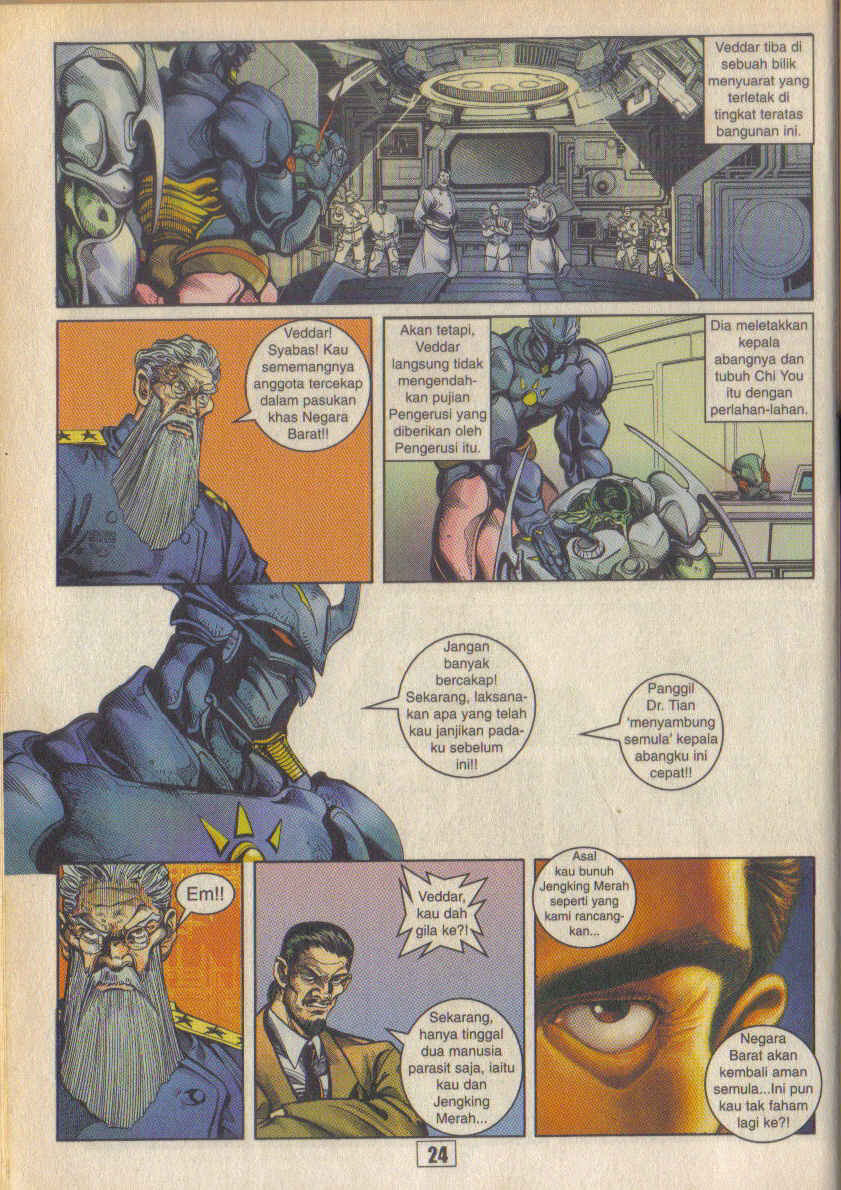 Veddar tiba di
sebuah bilik
menyuarat yang
terletak di
tingkat teratas
bangunan ini.
Veddar!
Syabas! Kau
sememangnya
anggota tercekap
dalam pasukan
khas Negara
Barat!!
Akan tetapi,
Veddar
langsung tidak
mengendah-
kan pujian
Pengerusi yang
diberikan oleh
Pengerusi itu.
Dia meletakkan
kepala
abangnya dan
tubuh Chi You
itu dengan
perlahan-lahan.
Jangan
banyak
bercakap!
Sekarang, laksana-
kan apa yang telah
kau janjikan pada-
ku sebelum
ini!!
Panggil
Dr. Tian
'menyambung
semula' kepala
abangku ini
cepat!!
Em!!
Veddar,
kau dah
gila ke?!
Sekarang,
hanya tinggal
dua manusia
parasit saja, iaitu
kau dan
Jengking
Merah...
Asal
kau bunuh
Jengking Merah
seperti yang
kami rancang-
kan...
Negara
Barat akan
kembali aman
semula...Ini pun
kau tak faham
lagi ke?!
24